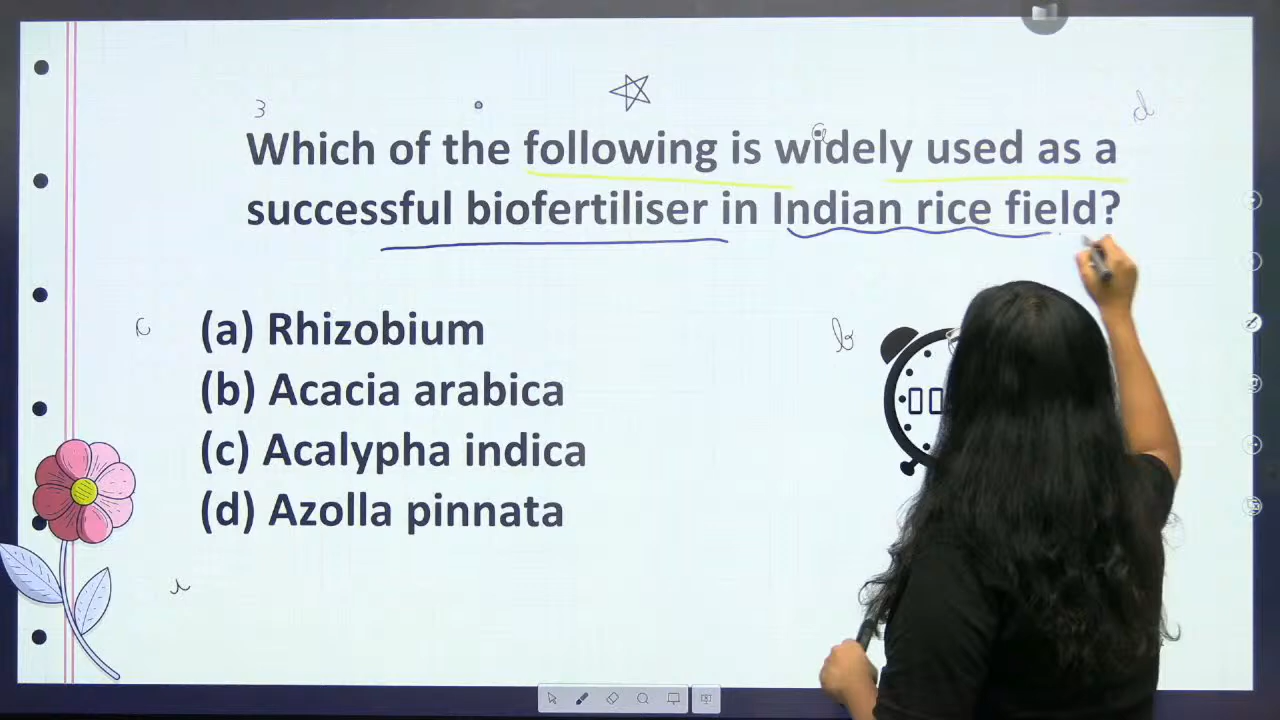 3
d
Which of the following is widely used as a
successful biofertiliser in Indian rice field?
c
(a) Rhizobium
b
(b) Acacia arabica
(c) Acalypha indica
(d) Azolla pinnata